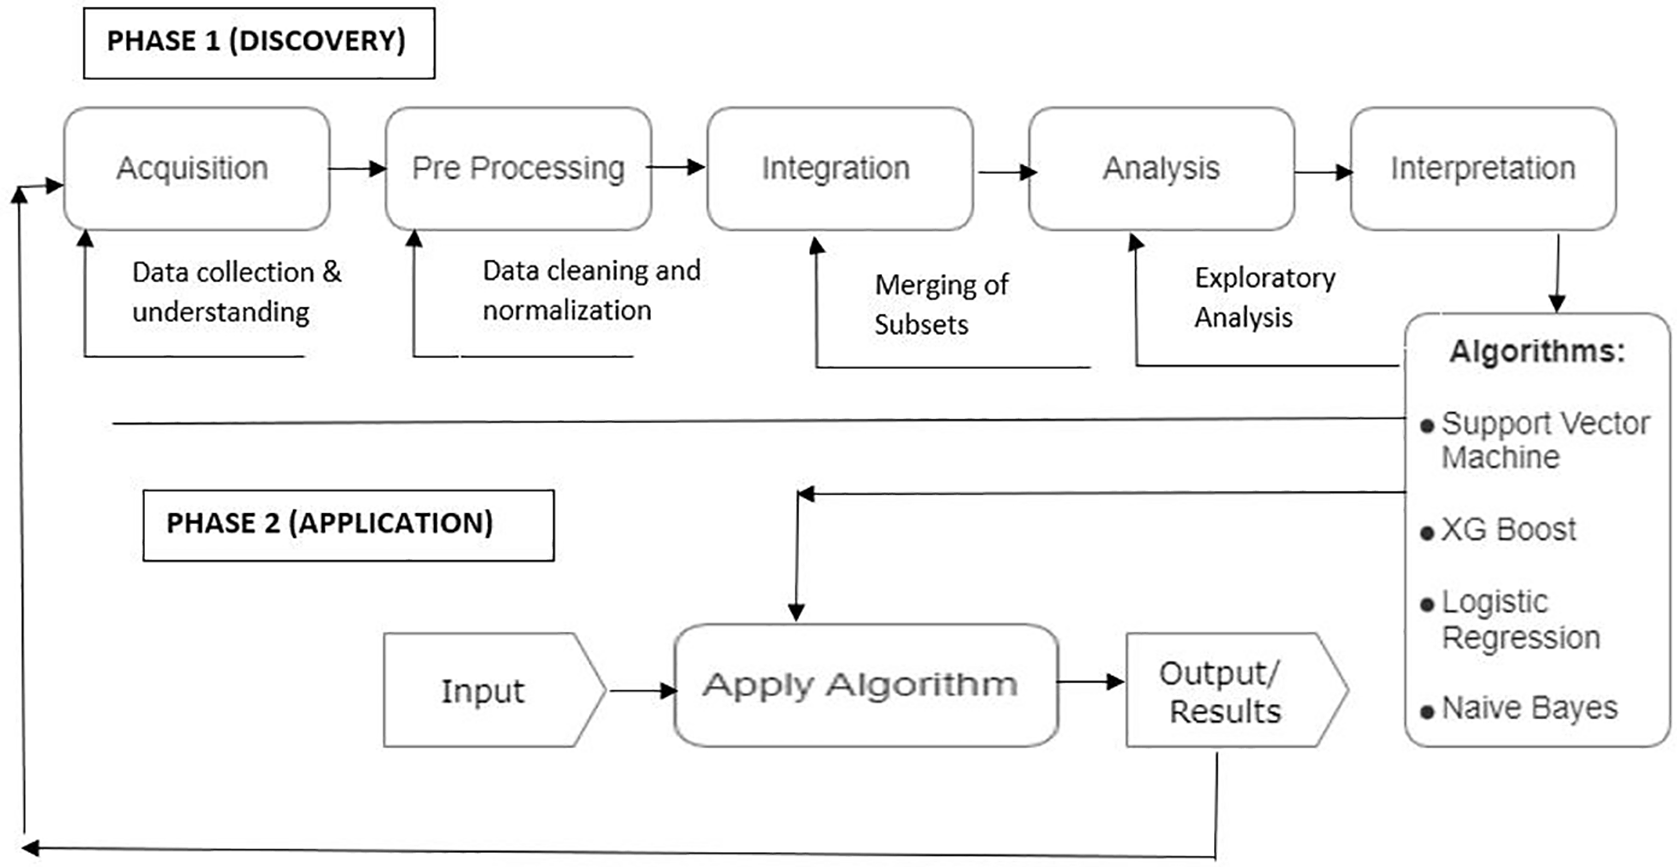 PHASE 1 (DISCOVERY)
Acquisition
Pre Processing
Integration
Analysis
Interpretation
Data collection &
understanding
Data cleaning and
normalization
Merging of
Subsets
Exploratory
Analysis
Algorithms:
● Support Vector
Machine
● XG Boost
● Logistic
Regression
● Naive Bayes
PHASE 2 (APPLICATION)
Input
Apply Algorithm
Output/
Results